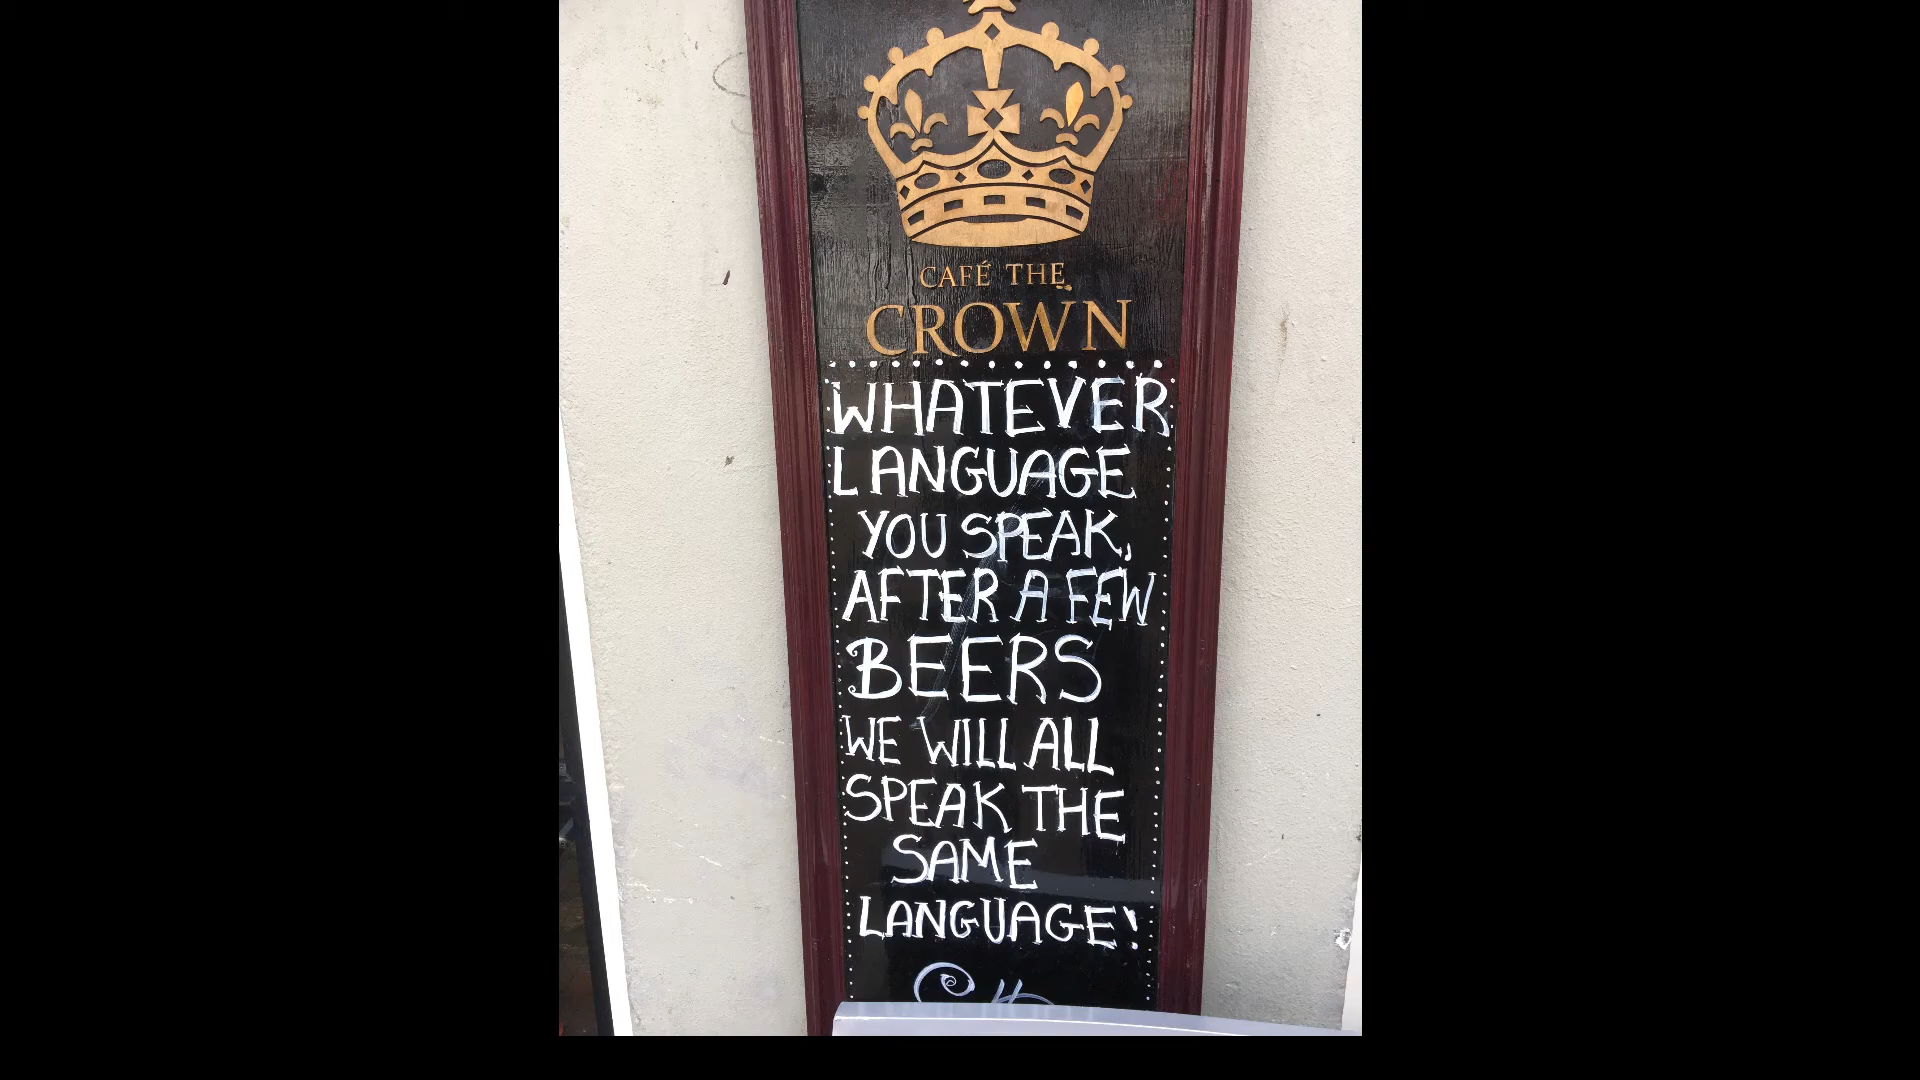 CAFÉ THE
CROWN
WHATEVER
LANGUAGE
YOU SPEAK,
AFTER A FEW
BEERS
WE WILL ALL
SPEAK THE
SAME
LANGUAGE!